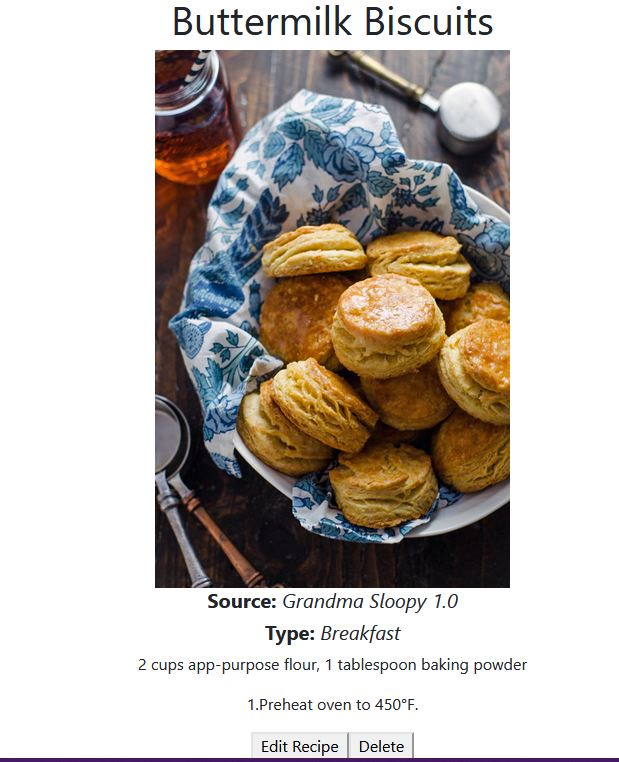 Buttermilk Biscuits
Source: Grandma Sloopy 1.0
Type: Breakfast
2 cups app-purpose flour, 1 tablespoon baking powder
1.Preheat oven to 450°F.
Edit Recipe Delete